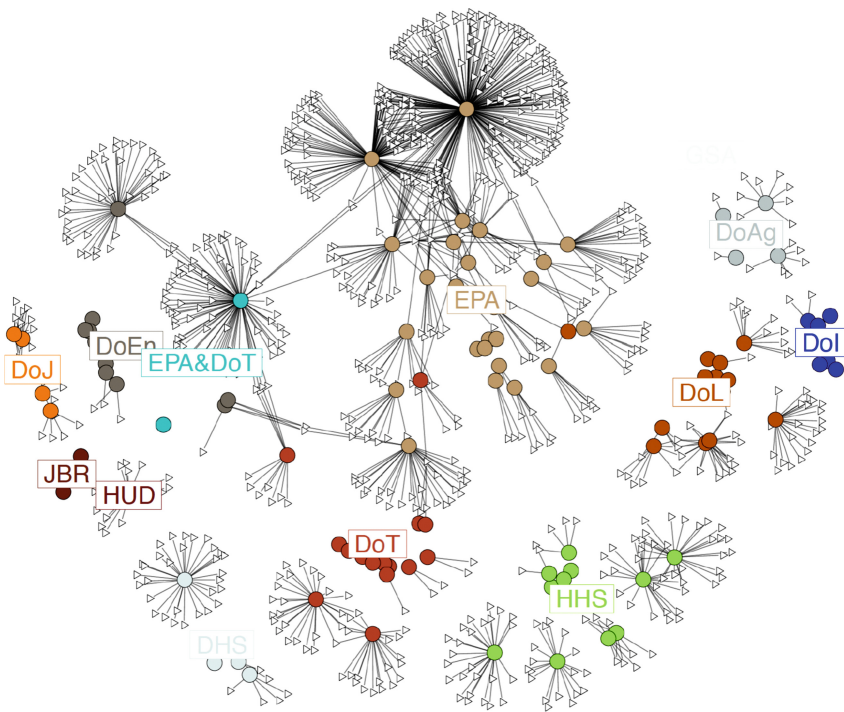 GSA
DoAg
EPA
DoEn
DoI
EPA&DoT
DoJ
DoL
JBR
HUD
DoT
HHS
DHS